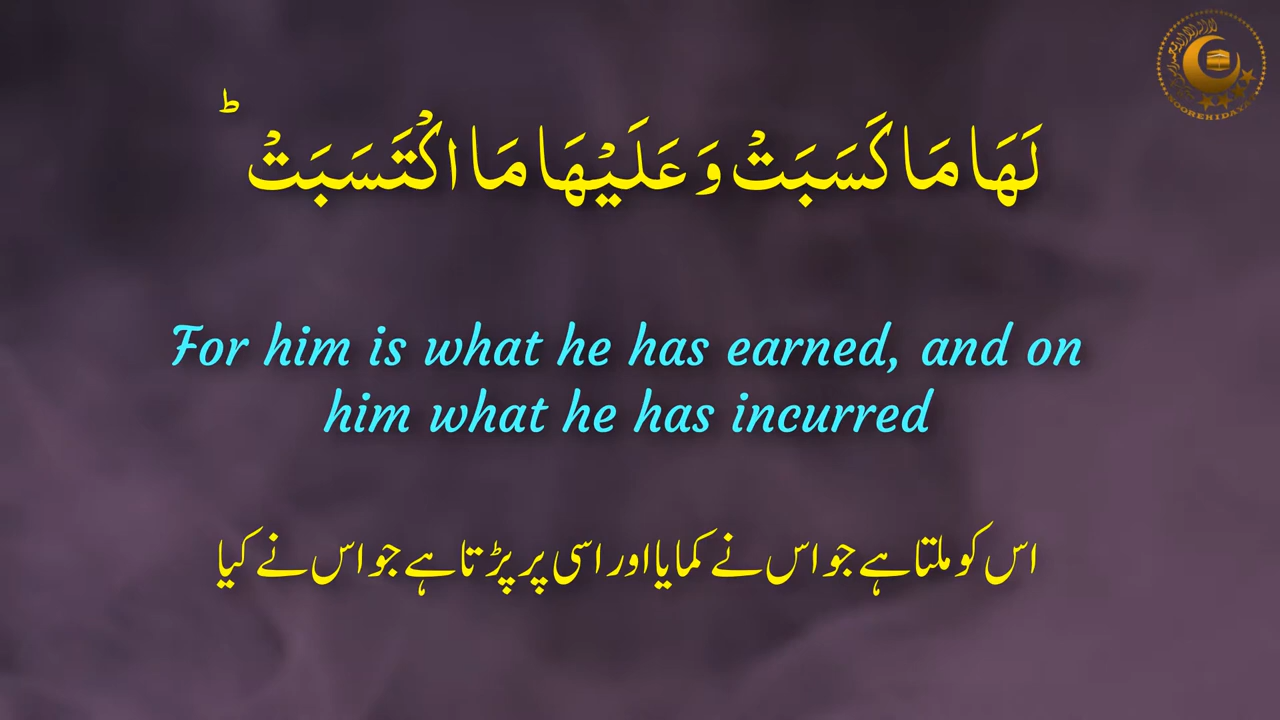 لَهَا مَا كَسَبَتْ وَعَلَيْهَا مَا اكْتَسَبَتْ ؕ
For him is what he has earned, and on
him what he has incurred
اس کو ملتا ہے جو اس نے کمایا اور اسی پر پڑتا ہے جو اس نے کیا